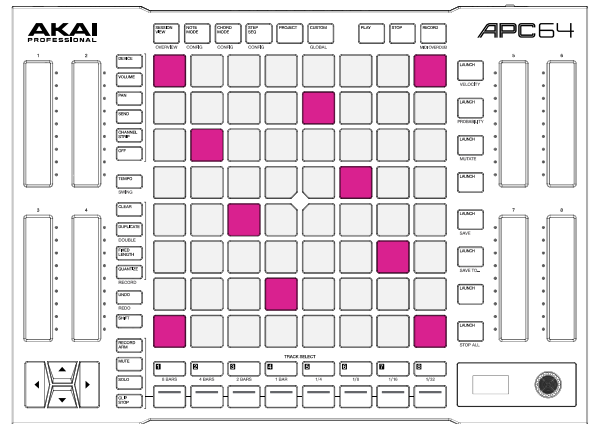 AKAI
PROFESSIONAL
SESSION VIEW
NOTE MODE
CHORD MODE
STEP SEQ
PROJECT
CUSTOM
PLAY
STOP
RECORD
OVERVIEW
CONFIG.
CONFIG.
CONFIG
GLOBAL
MIDI OVERDUB
APC64
1
2
DEVICE
VOLUME
PAN
SEND
CHANNEL STRIP
OFF
TEMPO
SWING
5
6
LAUNCH
VELOCITY
LAUNCH
PROBABILITY
LAUNCH
MUTATE
LAUNCH
3
4
CLEAR
DUPLICATE
DOUBLE
FIXED LENGTH
QUANTIZE
RECORD
UNDO
REDO
SHIFT
7
8
LAUNCH
SAVE
LAUNCH
SAVE TO...
LAUNCH
LAUNCH
STOP ALL
RECORD ARM
MUTE
SOLO
CLIP STOP
TRACK SELECT
1
2
3
4
5
6
7
8
8 BARS
4 BARS
2 BARS
1 BAR
1/4
1/8
1/16
1/32